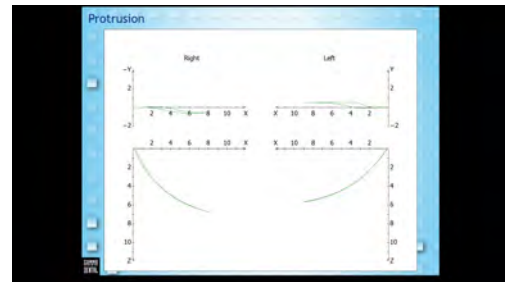 Protrusion
Right Left
-Y Y
2 2
2 4 6 8 10 X X 10 8 6 4 2
-2 -2
2 4 6 8 10 X X 10 8 6 4 2
2 2
4 4
6 6
8 8
10 10
Z Z